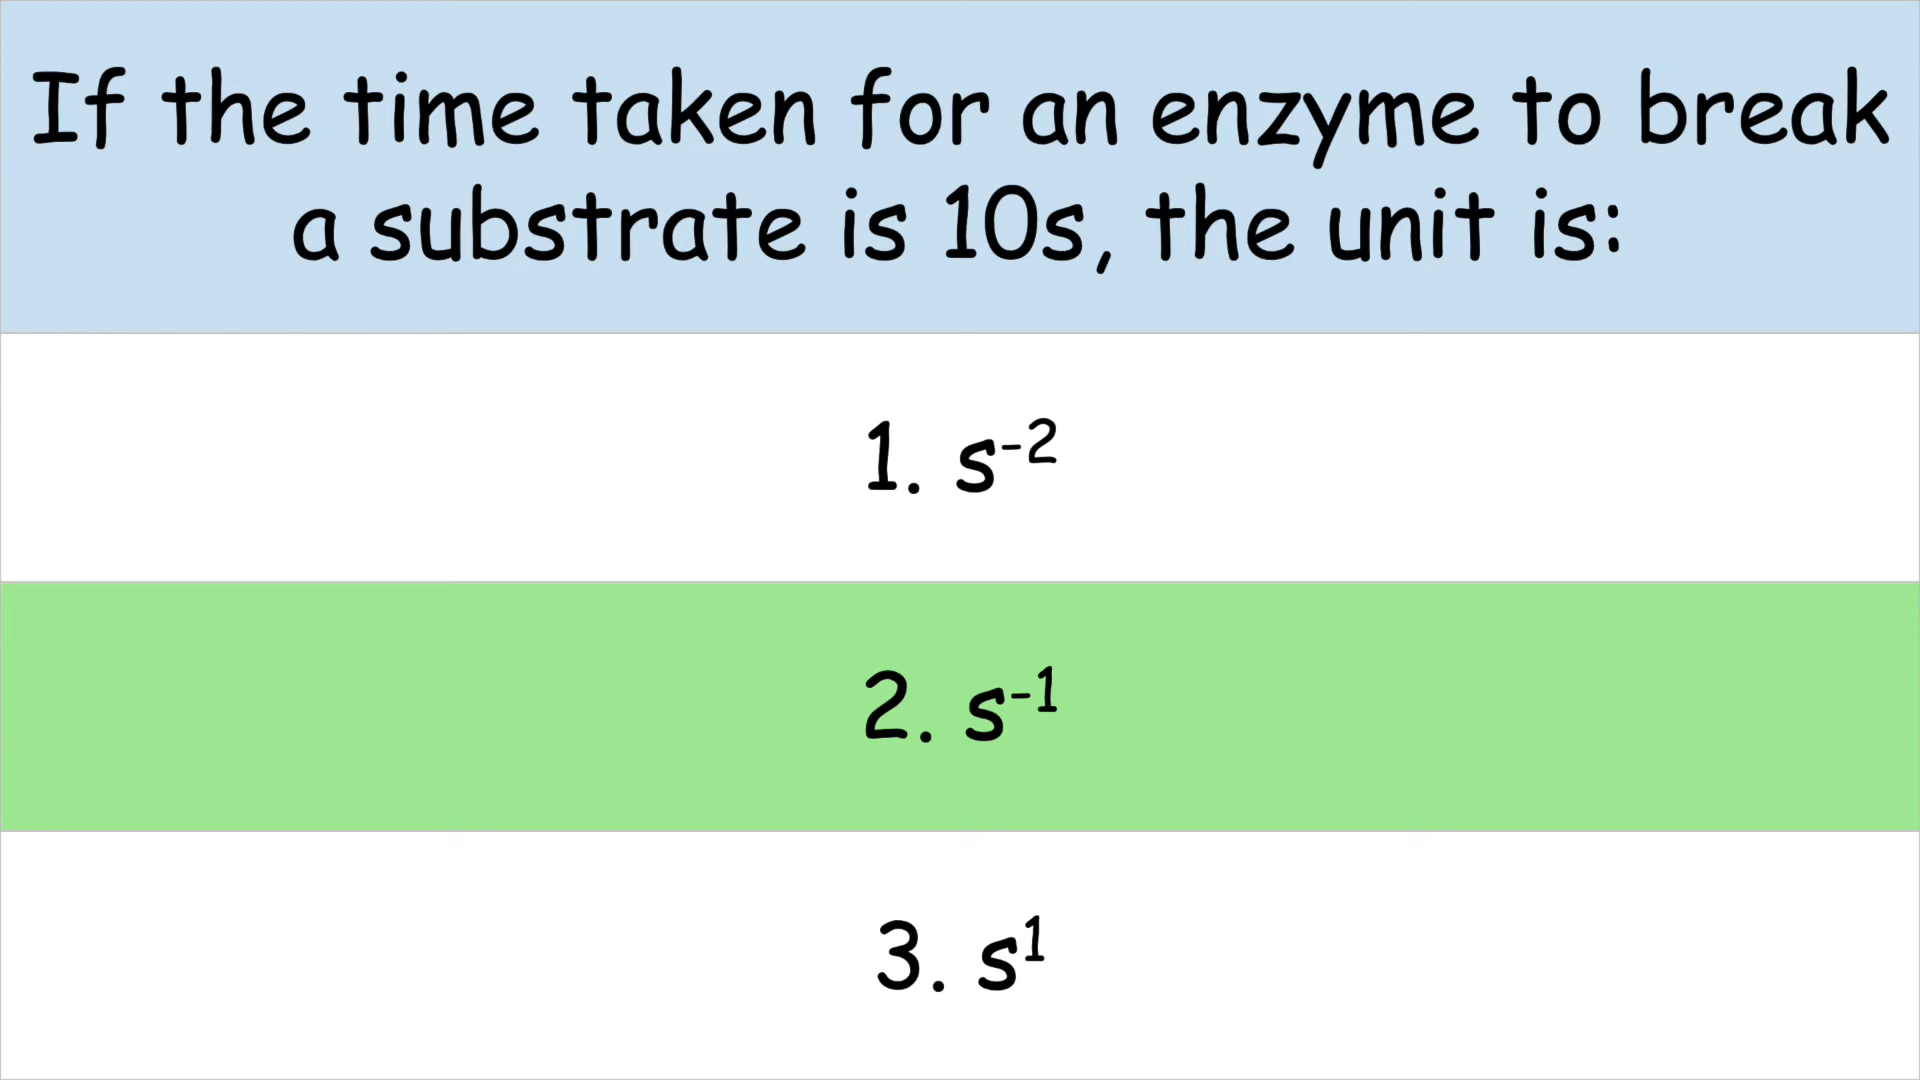 If the time taken for an enzyme to break
a substrate is 10s, the unit is:
1. s⁻²
2. s⁻¹
3. s¹